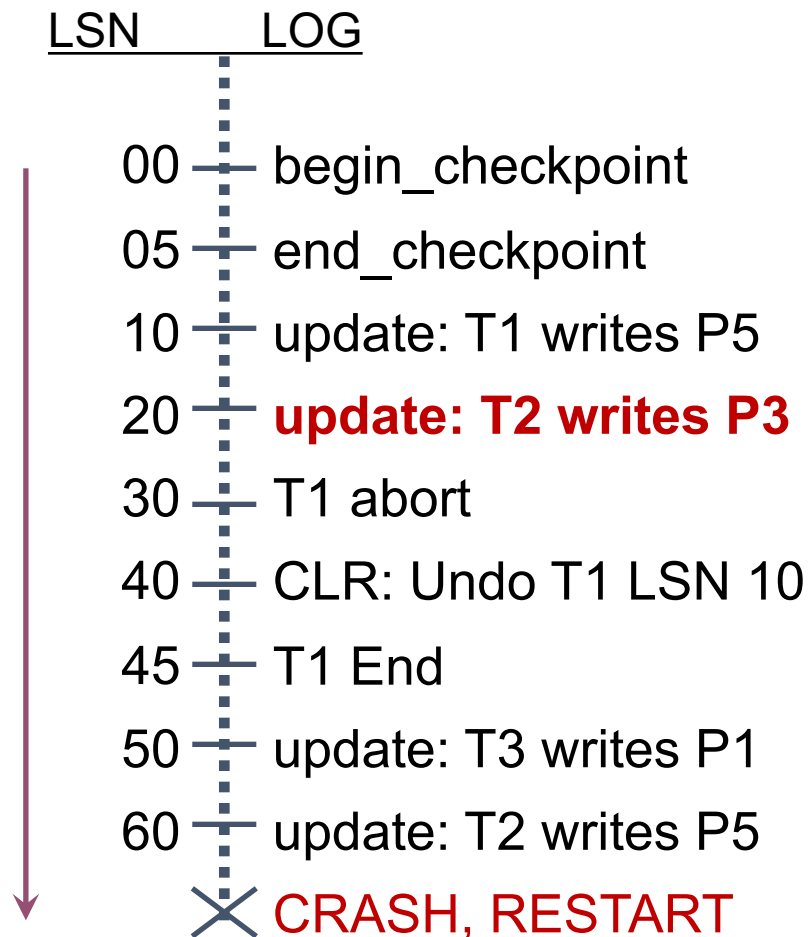 LSN LOG
00 begin_checkpoint
05 end_checkpoint
10 update: T1 writes P5
20 update: T2 writes P3
30 T1 abort
40 CLR: Undo T1 LSN 10
45 T1 End
50 update: T3 writes P1
60 update: T2 writes P5
CRASH, RESTART